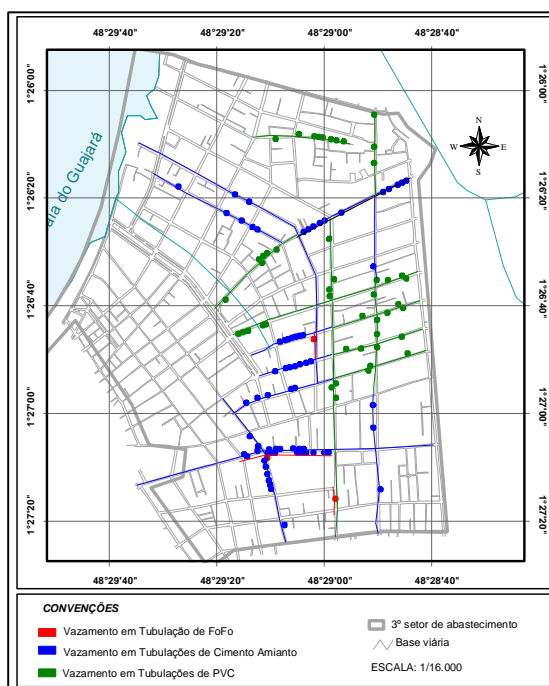 48°29'40" 48°29'20" 48°29'00" 48°28'40"
1°26'00" 1°26'00"
N
W E
S
aía do Guajará
1°26'20" 1°26'20"
1°26'40" 1°26'40"
1°27'00" 1°27'00"
1°27'20" 1°27'20"
48°29'40" 48°29'20" 48°29'00" 48°28'40"
CONVENÇÕES
Vazamento em Tubulação de FoFo
Vazamento em Tubulações de Cimento Amianto
Vazamento em Tubulações de PVC
3º setor de abastecimento
Base viária
ESCALA: 1/16.000